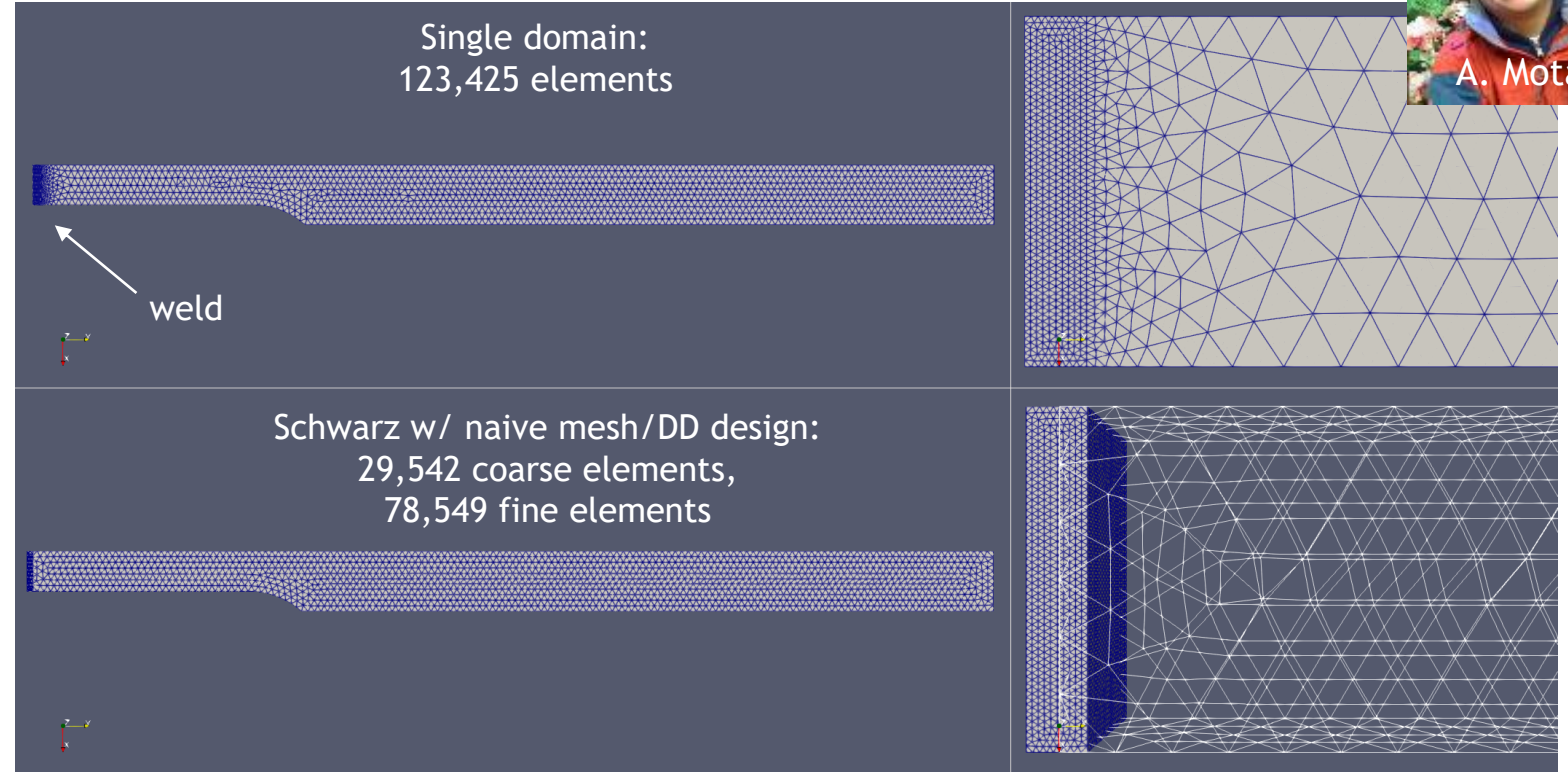 Single domain:
123,425 elements
A. Mota
weld
Schwarz w/ naive mesh/DD design:
29,542 coarse elements,
78,549 fine elements